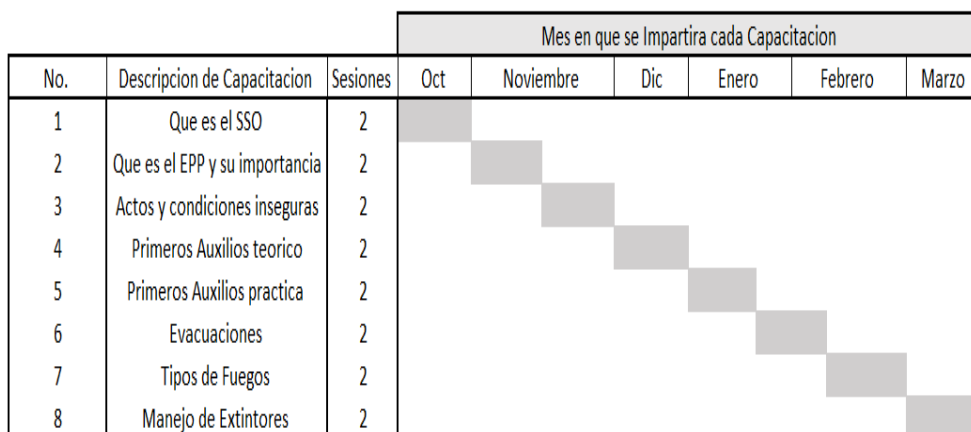 Mes en que se Impartira cada Capacitacion
No. Descripcion de Capacitacion Sesiones Oct Noviembre Dic Enero Febrero Marzo
1 Que es el SSO 2
2 Que es el EPP y su importancia 2
3 Actos y condiciones inseguras 2
4 Primeros Auxilios teorico 2
5 Primeros Auxilios practica 2
6 Evacuaciones 2
7 Tipos de Fuegos 2
8 Manejo de Extintores 2